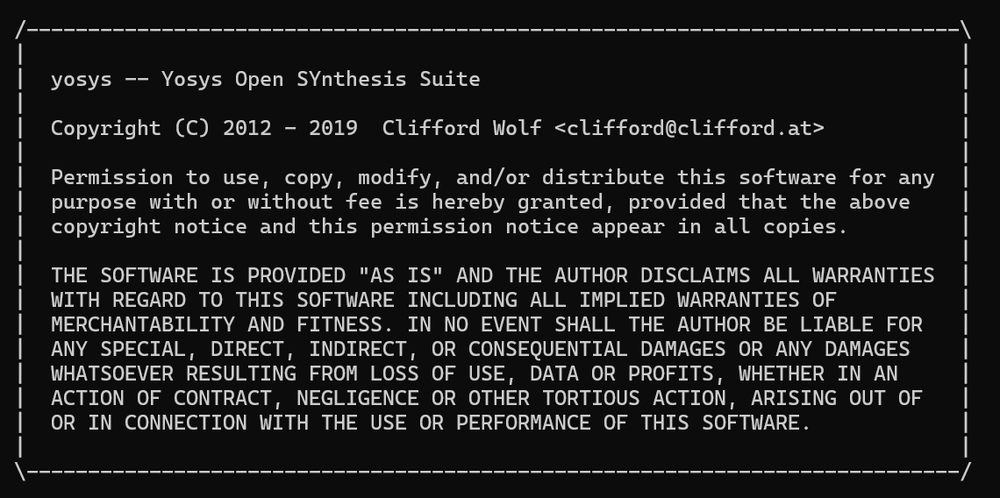 /----------------------------------------------------------------------------\
|                                                                            |
|  yosys -- Yosys Open SYnthesis Suite                                       |
|                                                                            |
|  Copyright (C) 2012 - 2019  Clifford Wolf <clifford@clifford.at>           |
|                                                                            |
|  Permission to use, copy, modify, and/or distribute this software for any  |
|  purpose with or without fee is hereby granted, provided that the above    |
|  copyright notice and this permission notice appear in all copies.         |
|                                                                            |
|  THE SOFTWARE IS PROVIDED "AS IS" AND THE AUTHOR DISCLAIMS ALL WARRANTIES  |
|  WITH REGARD TO THIS SOFTWARE INCLUDING ALL IMPLIED WARRANTIES OF          |
|  MERCHANTABILITY AND FITNESS. IN NO EVENT SHALL THE AUTHOR BE LIABLE FOR   |
|  ANY SPECIAL, DIRECT, INDIRECT, OR CONSEQUENTIAL DAMAGES OR ANY DAMAGES    |
|  WHATSOEVER RESULTING FROM LOSS OF USE, DATA OR PROFITS, WHETHER IN AN     |
|  ACTION OF CONTRACT, NEGLIGENCE OR OTHER TORTIOUS ACTION, ARISING OUT OF   |
|  OR IN CONNECTION WITH THE USE OR PERFORMANCE OF THIS SOFTWARE.            |
|                                                                            |
\----------------------------------------------------------------------------/